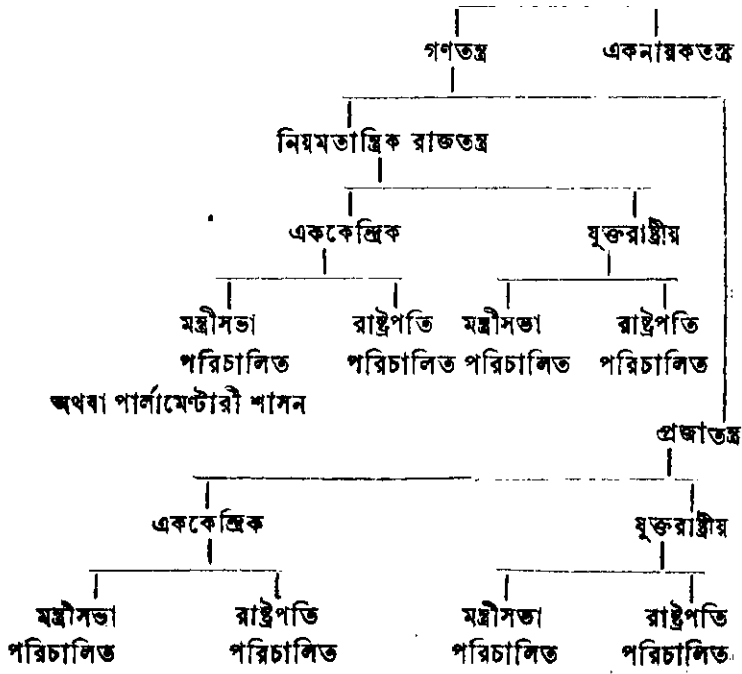 গণতন্ত্র একনায়কতন্ত্র
নিয়মতান্ত্রিক রাজতন্ত্র
এককেন্দ্রিক যুক্তরাষ্ট্রীয়
মন্ত্রীসভা রাষ্ট্রপতি মন্ত্রীসভা রাষ্ট্রপতি
পরিচালিত পরিচালিত পরিচালিত পরিচালিত
অথবা পার্লামেন্টারী শাসন
প্রজাতন্ত্র
এককেন্দ্রিক যুক্তরাষ্ট্রীয়
মন্ত্রীসভা রাষ্ট্রপতি মন্ত্রীসভা রাষ্ট্রপতি
পরিচালিত পরিচালিত পরিচালিত পরিচালিত